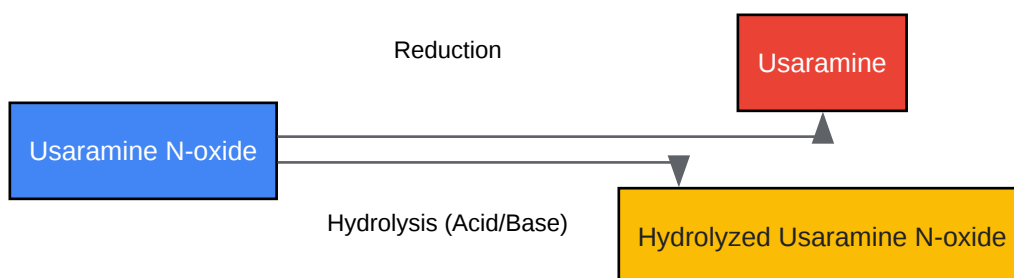 Reduction
Usaramine
Usaramine N-oxide
Hydrolysis (Acid/Base)
Hydrolyzed Usaramine N-oxide